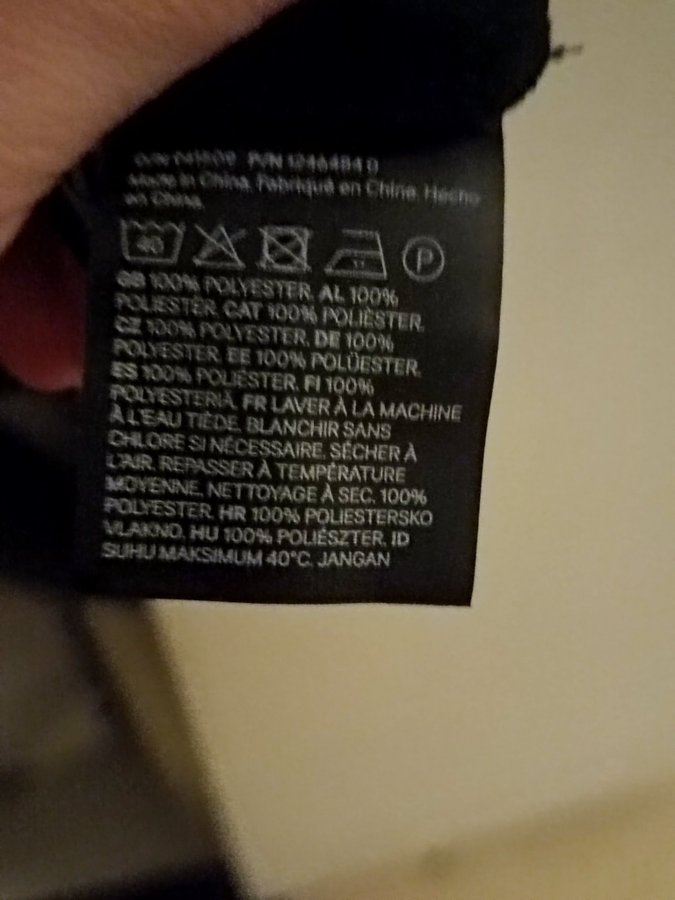 P/N 1246484 0
Made in China. Fabriqué en Chine. Hecho
en China.
40
P
GB 100% POLYESTER. AL 100%
POLIESTËR. CAT 100% POLIÈSTER.
CZ 100% POLYESTER. DE 100%
POLYESTER. EE 100% POLÜESTER.
ES 100% POLIÉSTER. FI 100%
POLYESTERIÄ. FR LAVER À LA MACHINE
À L'EAU TIÈDE. BLANCHIR SANS
CHLORE SI NÉCESSAIRE. SÉCHER À
L'AIR. REPASSER À TEMPÉRATURE
MOYENNE. NETTOYAGE À SEC. 100%
POLYESTER. HR 100% POLIESTERSKO
VLAKNO. HU 100% POLIÉSZTER. ID
SUHU MAKSIMUM 40°C. JANGAN